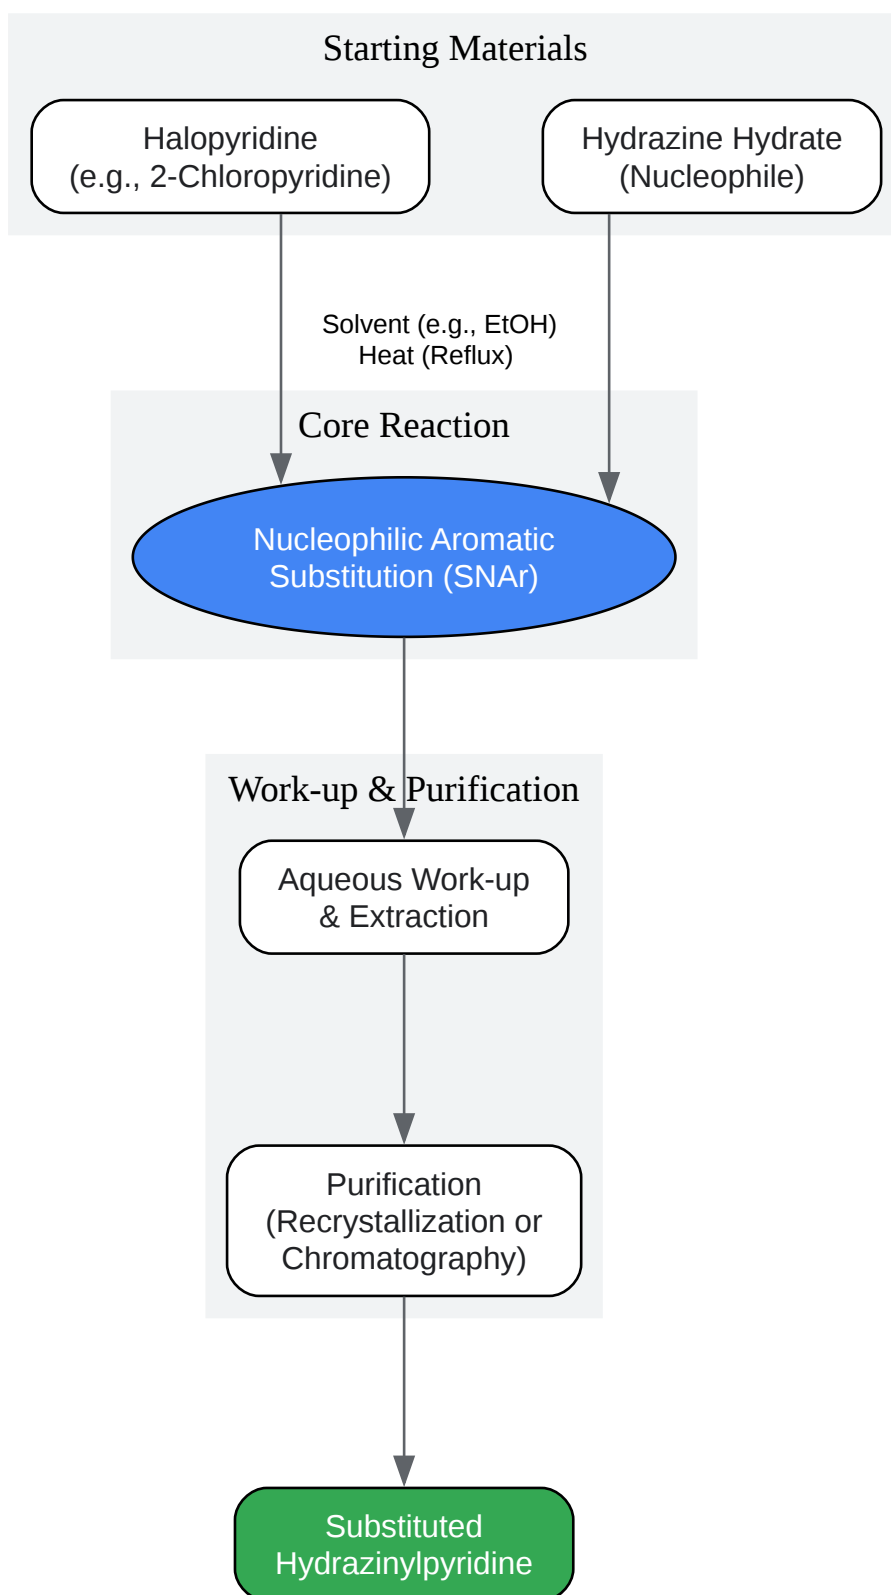 Starting Materials
Halopyridine
(e.g., 2-Chloropyridine)
Hydrazine Hydrate
(Nucleophile)
Solvent (e.g., EtOH)
Heat (Reflux)
Core Reaction
Nucleophilic Aromatic
Substitution (SNAr)
Work-up & Purification
Aqueous Work-up
& Extraction
Purification
(Recrystallization or
Chromatography)
Substituted
Hydrazinylpyridine